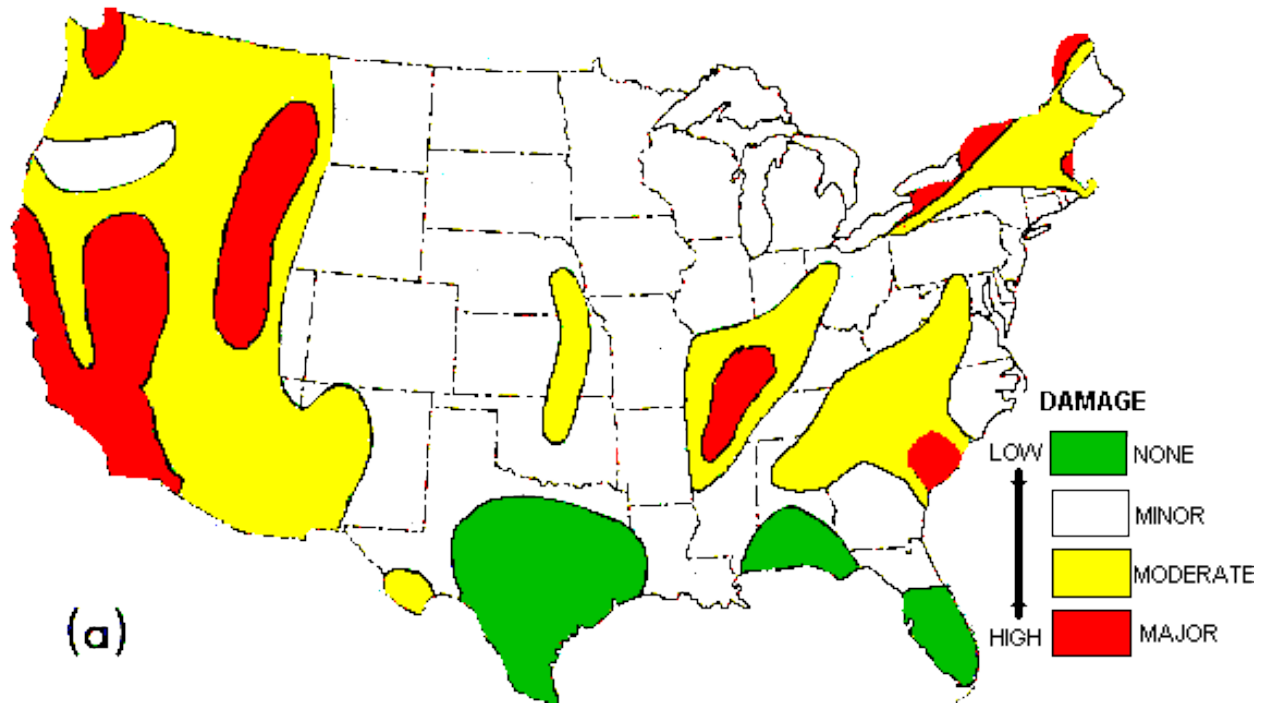 DAMAGE
LOW
NONE
MINOR
MODERATE
HIGH
MAJOR
(a)